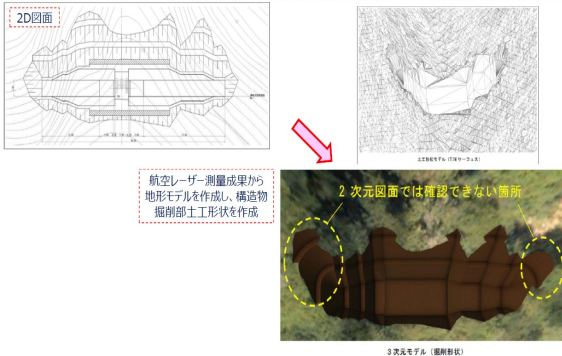 2D図面
土工形状モデル（TINサーフェス）
航空レーザー測量成果から
地形モデルを作成し、構造物
掘削部土工形状を作成
2次元図面では確認できない箇所
3次元モデル（掘削形状）